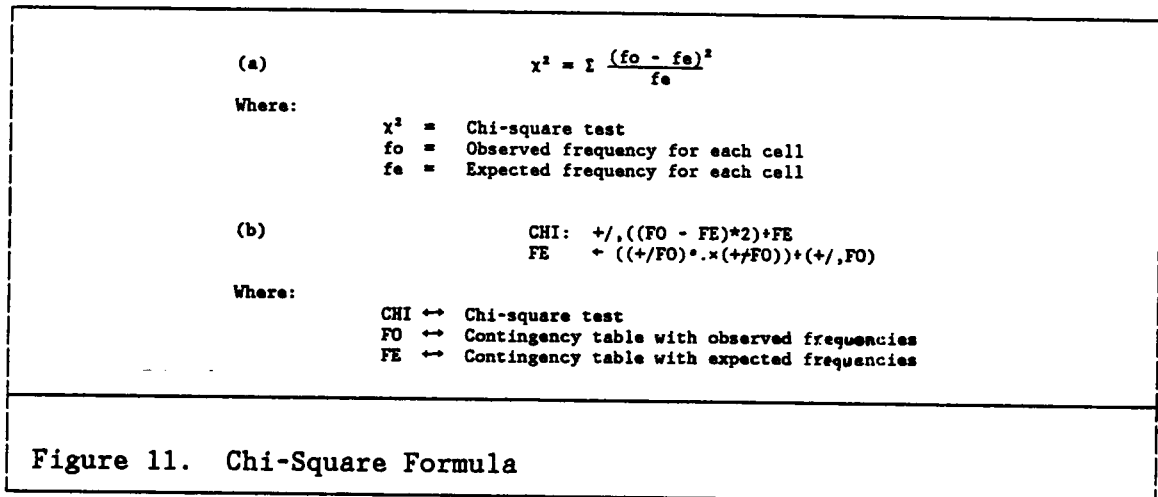 (a) χ² = Σ (fo - fe)² / fe
Where:
χ² = Chi-square test
fo = Observed frequency for each cell
fe = Expected frequency for each cell
(b) CHI: +/,((FO - FE)*2)÷FE
FE ← ((+/FO)∘.×(+⌿FO))÷(+/,FO)
Where:
CHI ↔ Chi-square test
FO ↔ Contingency table with observed frequencies
FE ↔ Contingency table with expected frequencies
Figure 11. Chi-Square Formula